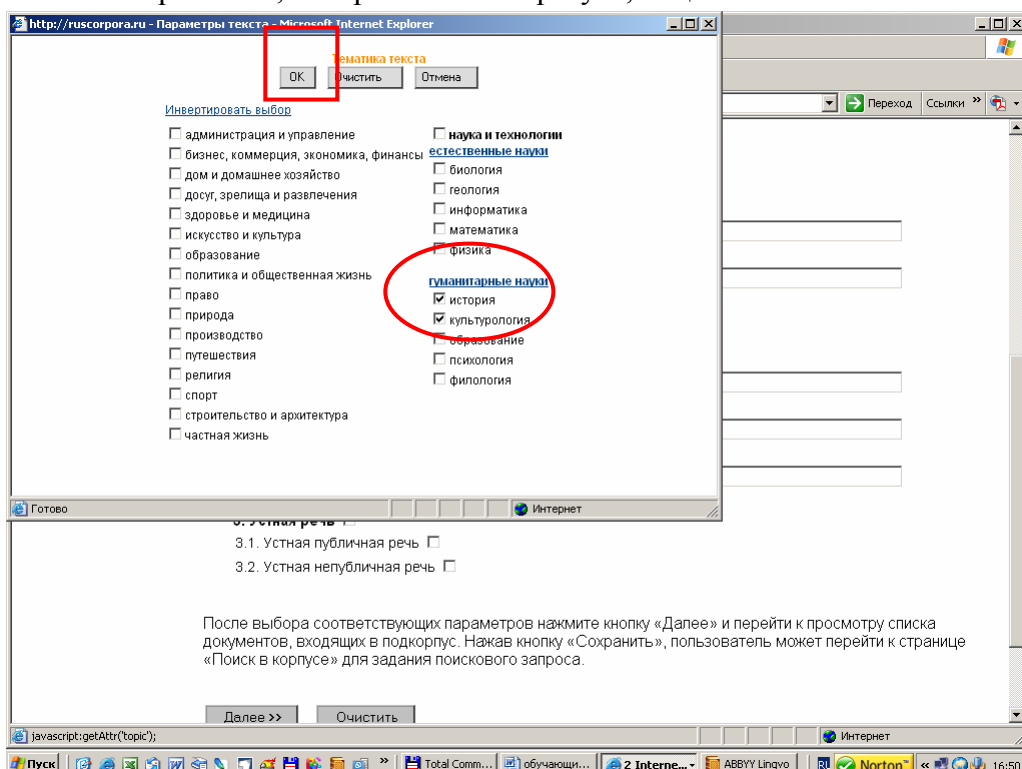 http://ruscorpora.ru - Параметры текста - Microsoft Internet Explorer
Тематика текста
OK Очистить Отмена
Инвертировать выбор
администрация и управление
бизнес, коммерция, экономика, финансы
дом и домашнее хозяйство
досуг, зрелища и развлечения
здоровье и медицина
искусство и культура
образование
политика и общественная жизнь
право
природа
производство
путешествия
религия
спорт
строительство и архитектура
частная жизнь
наука и технологии
естественные науки
биология
геология
информатика
математика
физика
гуманитарные науки
история
культурология
образование
психология
филология
Готово Интернет
Переход Ссылки »
3. Устная речь
3.1. Устная публичная речь
3.2. Устная непубличная речь
После выбора соответствующих параметров нажмите кнопку «Далее» и перейти к просмотру списка
документов, входящих в подкорпус. Нажав кнопку «Сохранить», пользователь может перейти к странице
«Поиск в корпусе» для задания поискового запроса.
Далее >> Очистить
javascript:getAttr('topic'); Интернет
Пуск » Total Comm... обучающи... 2 Interne... ABBYY Lingvo RU Norton™ « 16:50